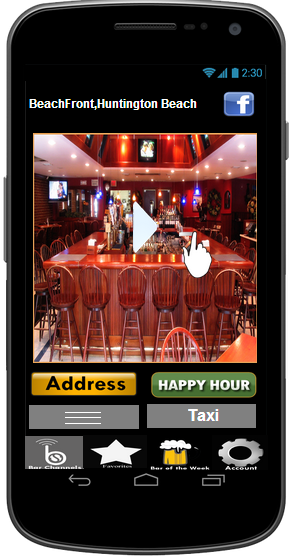 2:30
BeachFront,Huntington Beach
f
Address
HAPPY HOUR
Taxi
Bar Channels
Favorites
Bar of the Week
Account